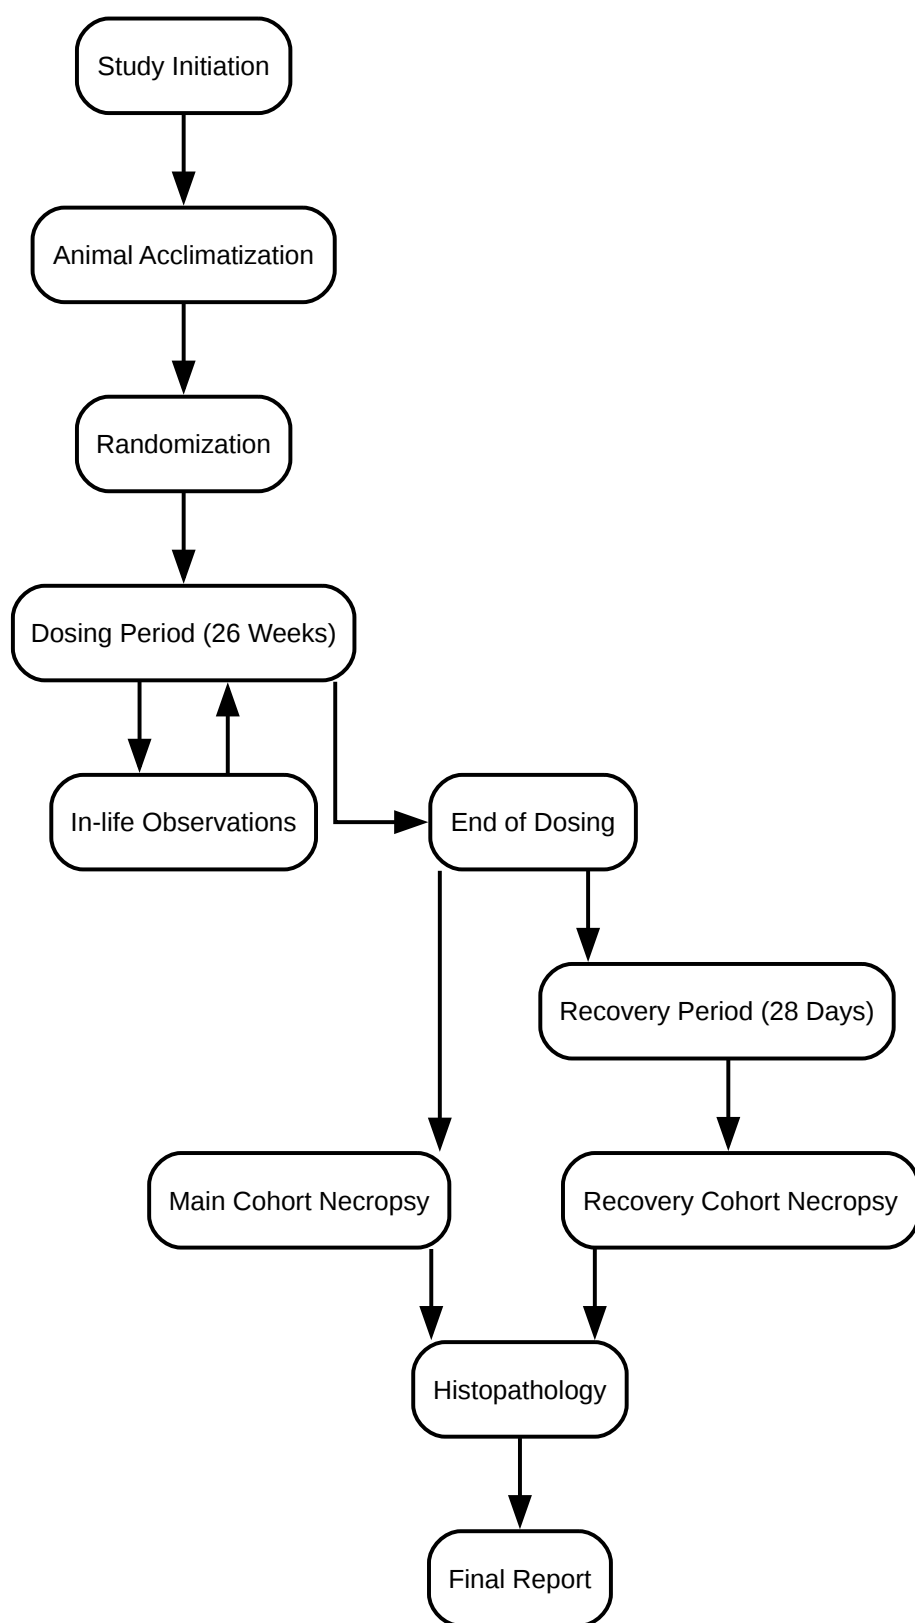 Study Initiation
Animal Acclimatization
Randomization
Dosing Period (26 Weeks)
In-life Observations
End of Dosing
Recovery Period (28 Days)
Main Cohort Necropsy
Recovery Cohort Necropsy
Histopathology
Final Report